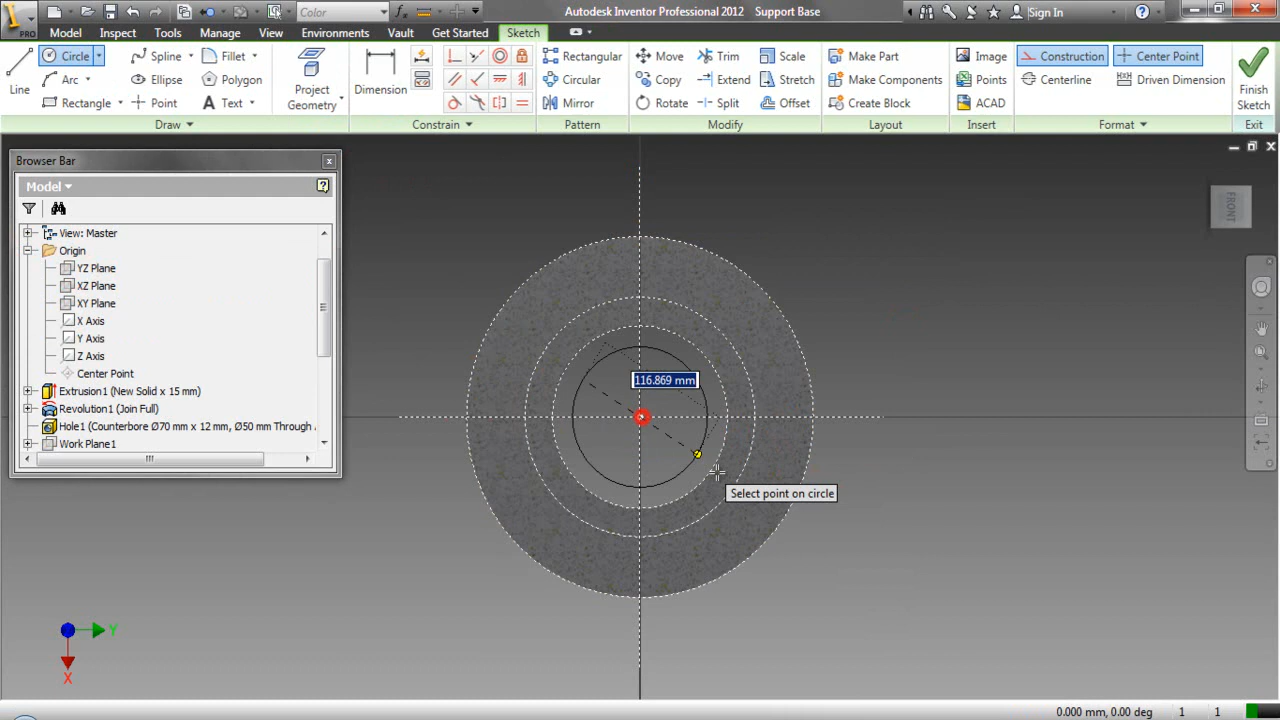 Color
Autodesk Inventor Professional 2012 Support Base
Sign In
PRO
Model Inspect Tools Manage View Environments Vault Get Started Sketch
Line
Circle Spline Fillet
Arc Ellipse Polygon
Rectangle Point Text
Project
Geometry
Dimension
Rectangular
Circular
Mirror
Move Trim Scale
Copy Extend Stretch
Rotate Split Offset
Make Part
Make Components
Create Block
Image
Points
ACAD
Construction Center Point
Centerline Driven Dimension
Finish
Sketch
Draw Constrain Pattern Modify Layout Insert Format Exit
Browser Bar
Model
View: Master
Origin
YZ Plane
XZ Plane
XY Plane
X Axis
Y Axis
Z Axis
Center Point
Extrusion1 (New Solid x 15 mm)
Revolution1 (Join Full)
Hole1 (Counterbore Ø70 mm x 12 mm, Ø50 mm Through
Work Plane1
FRONT
116.869 mm
Select point on circle
Y
X
0.000 mm, 0.00 deg 1 1